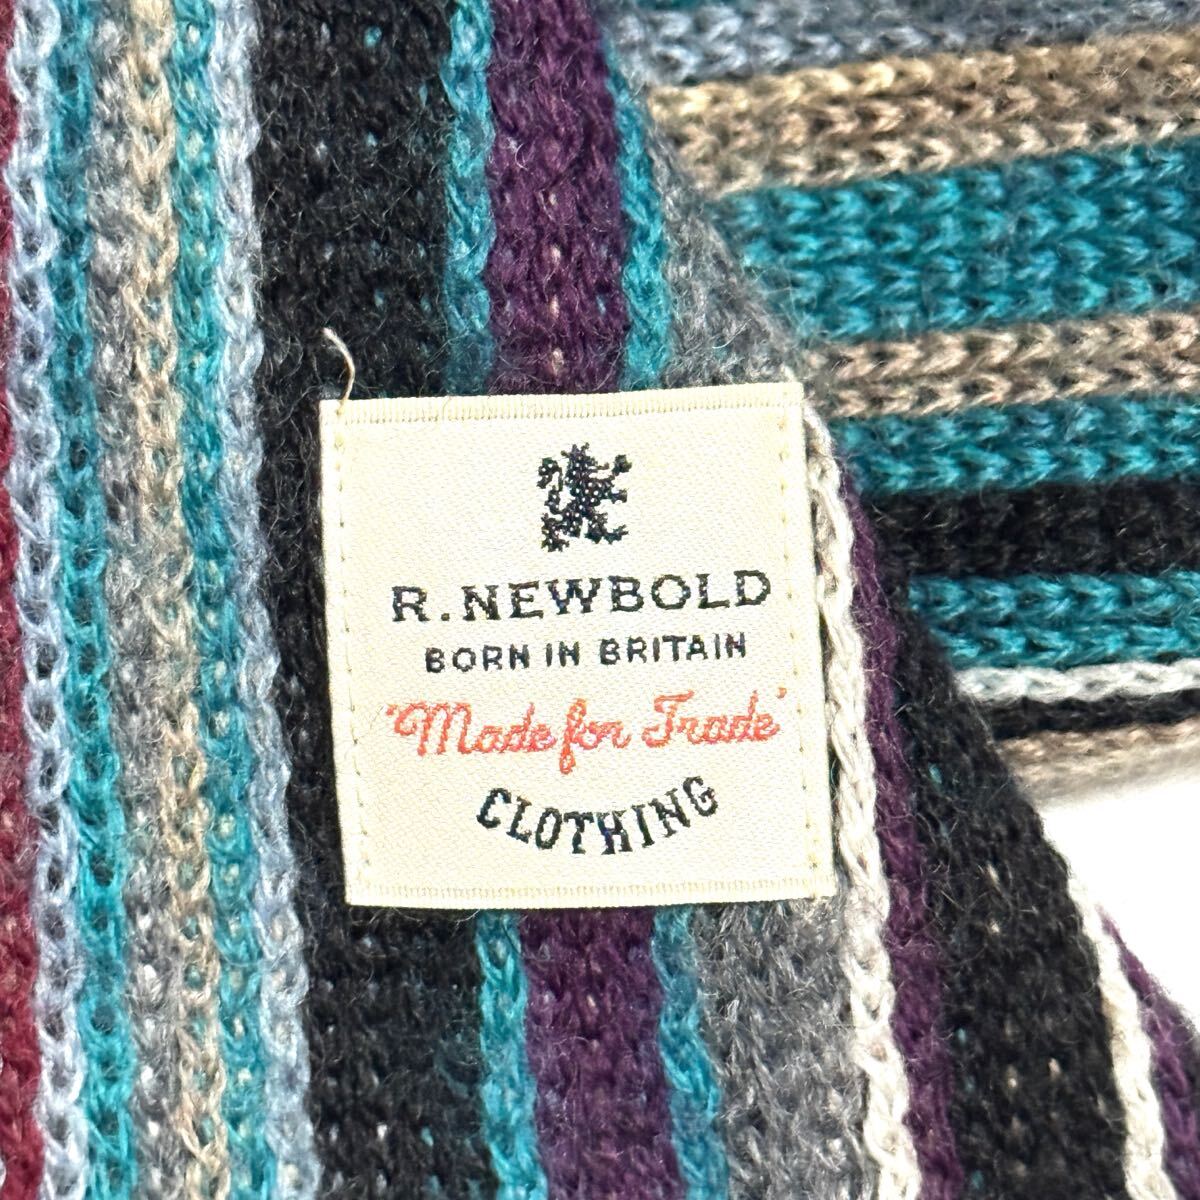 R.NEWBOLD
BORN IN BRITAIN
'Made for Trade'
CLOTHING